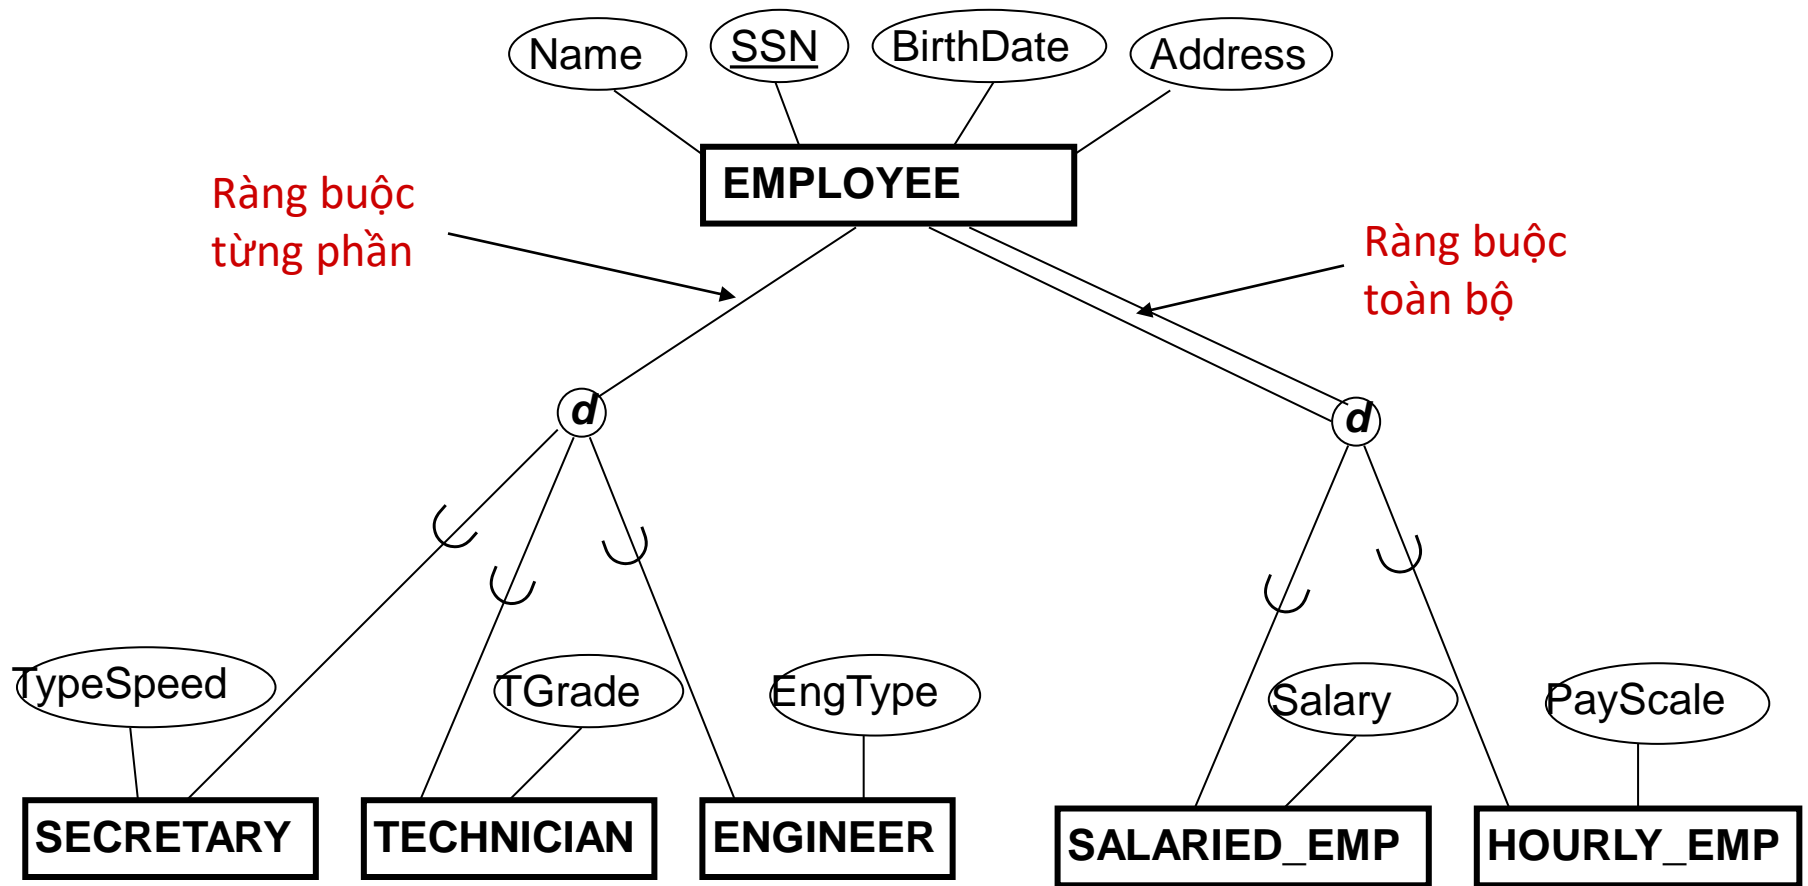 Name
SSN
BirthDate
Address
EMPLOYEE
Ràng buộc
từng phần
Ràng buộc
toàn bộ
d
d
TypeSpeed
TGrade
EngType
Salary
PayScale
SECRETARY
TECHNICIAN
ENGINEER
SALARIED_EMP
HOURLY_EMP